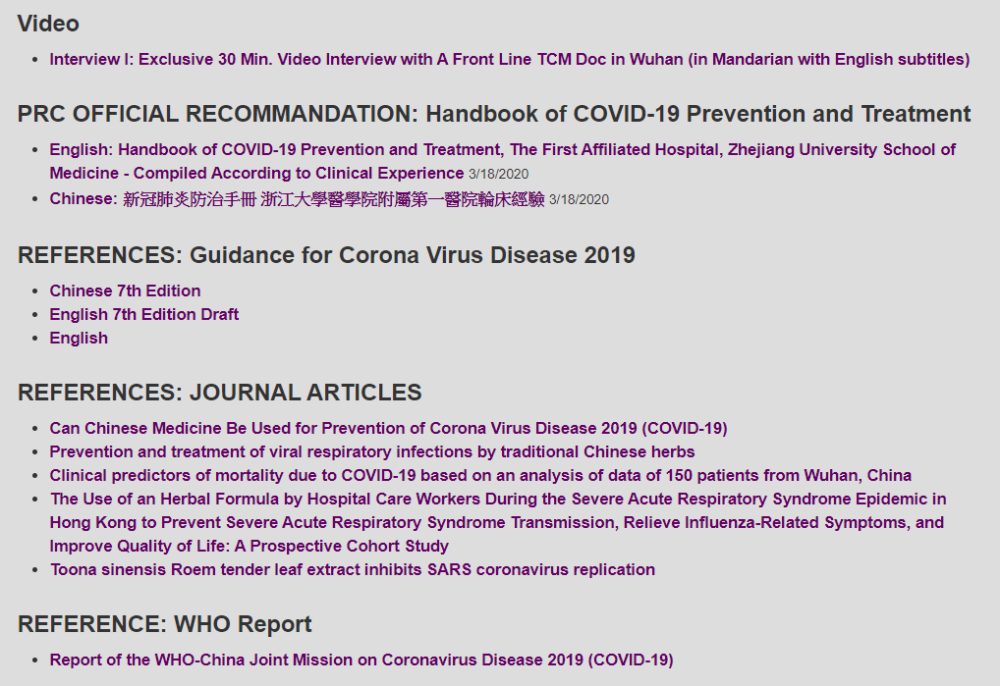 Video
• Interview I: Exclusive 30 Min. Video Interview with A Front Line TCM Doc in Wuhan (in Mandarin with English subtitles)
PRC OFFICIAL RECOMMANDATION: Handbook of COVID-19 Prevention and Treatment
• English: Handbook of COVID-19 Prevention and Treatment, The First Affiliated Hospital, Zhejiang University School of
Medicine - Compiled According to Clinical Experience 3/18/2020
• Chinese: 新冠肺炎防治手冊 浙江大學醫學院附屬第一醫院輪床經驗 3/18/2020
REFERENCES: Guidance for Corona Virus Disease 2019
• Chinese 7th Edition
• English 7th Edition Draft
• English
REFERENCES: JOURNAL ARTICLES
• Can Chinese Medicine Be Used for Prevention of Corona Virus Disease 2019 (COVID-19)
• Prevention and treatment of viral respiratory infections by traditional Chinese herbs
• Clinical predictors of mortality due to COVID-19 based on an analysis of data of 150 patients from Wuhan, China
• The Use of an Herbal Formula by Hospital Care Workers During the Severe Acute Respiratory Syndrome Epidemic in
Hong Kong to Prevent Severe Acute Respiratory Syndrome Transmission, Relieve Influenza-Related Symptoms, and
Improve Quality of Life: A Prospective Cohort Study
• Toona sinensis Roem tender leaf extract inhibits SARS coronavirus replication
REFERENCE: WHO Report
• Report of the WHO-China Joint Mission on Coronavirus Disease 2019 (COVID-19)